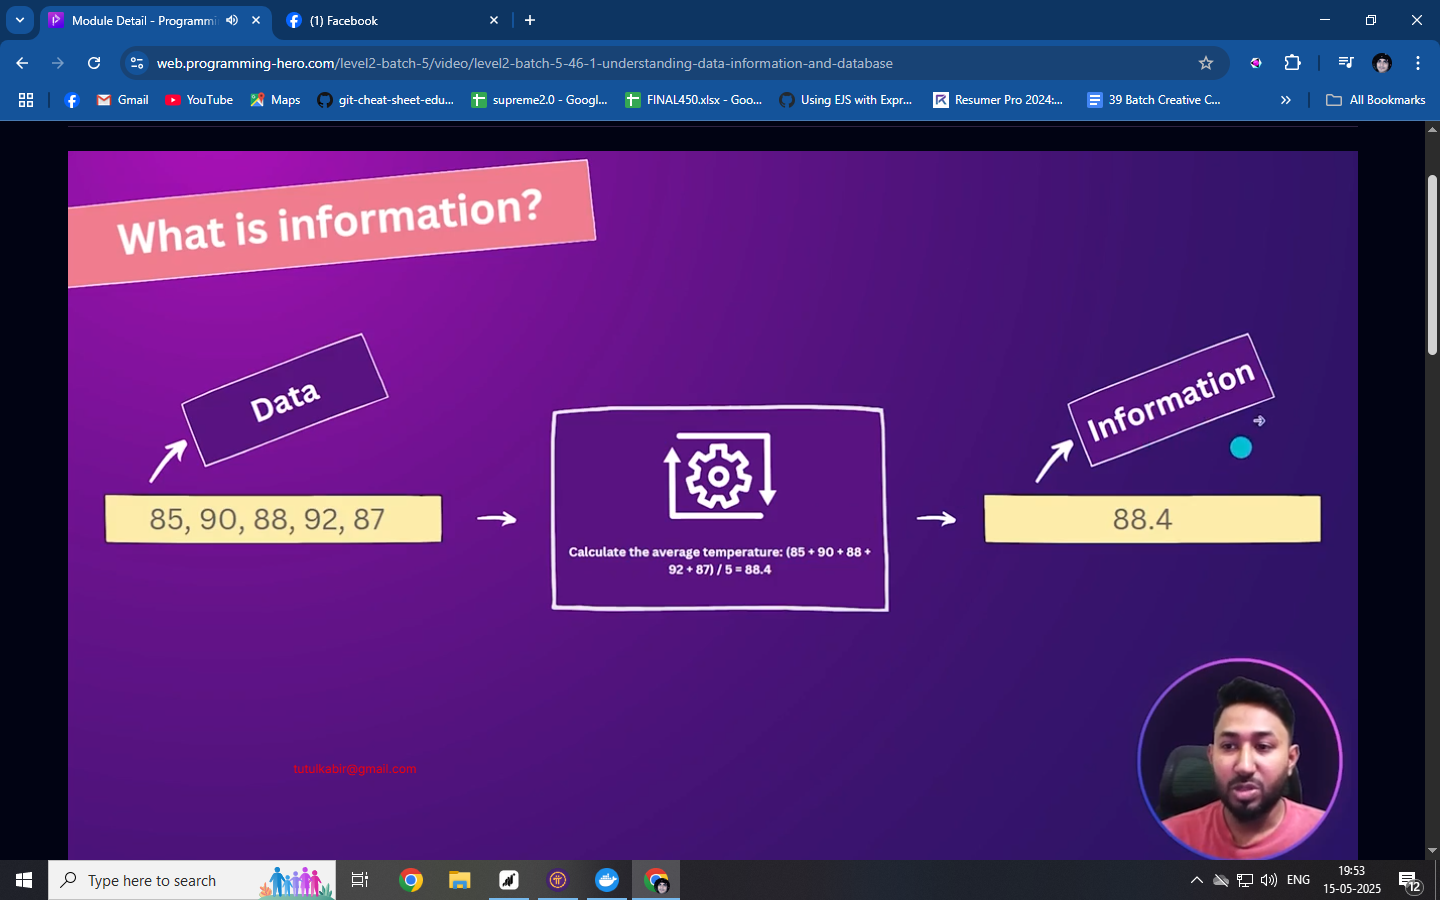 Module Detail - Programmi
(1) Facebook
web.programming-hero.com/level2-batch-5/video/level2-batch-5-46-1-understanding-data-information-and-database
Gmail
YouTube
Maps
git-cheat-sheet-edu...
supreme2.0 - Googl...
FINAL450.xlsx - Goo...
Using EJS with Expr...
Resumer Pro 2024:...
39 Batch Creative C...
All Bookmarks
What is information?
Data
Information
85, 90, 88, 92, 87
88.4
Calculate the average temperature: (85 + 90 + 88 +
92 + 87) / 5 = 88.4
tutulkabir@gmail.com
Type here to search
ENG
19:53
15-05-2025
12